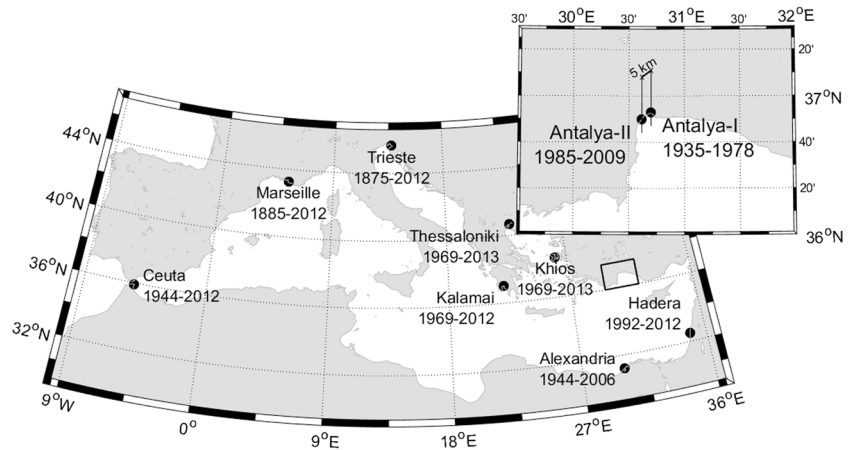 30'
30°E
30'
31°E
30'
32°E
20'
5 km
37°N
Antalya-II
1985-2009
Antalya-I
1935-1978
40'
20'
36°N
44°N
40°N
36°N
32°N
Trieste
1875-2012
Marseille
1885-2012
Thessaloniki
1969-2013
Khios
1969-2013
Ceuta
1944-2012
Kalamai
1969-2012
Hadera
1992-2012
Alexandria
1944-2006
9°W
0°
9°E
18°E
27°E
36°E